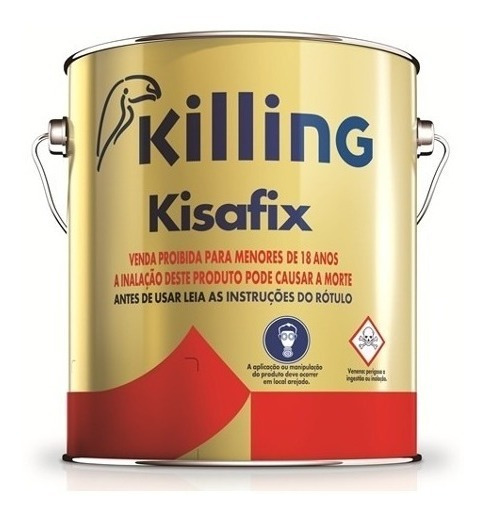 Killing
Kisafix
VENDA PROIBIDA PARA MENORES DE 18 ANOS
A INALAÇÃO DESTE PRODUTO PODE CAUSAR A MORTE
ANTES DE USAR LEIA AS INSTRUÇÕES DO RÓTULO
A aplicação ou manipulação
do produto deve ocorrer
em local arejado.
Veneno: perigoso a
ingestão ou inalação.